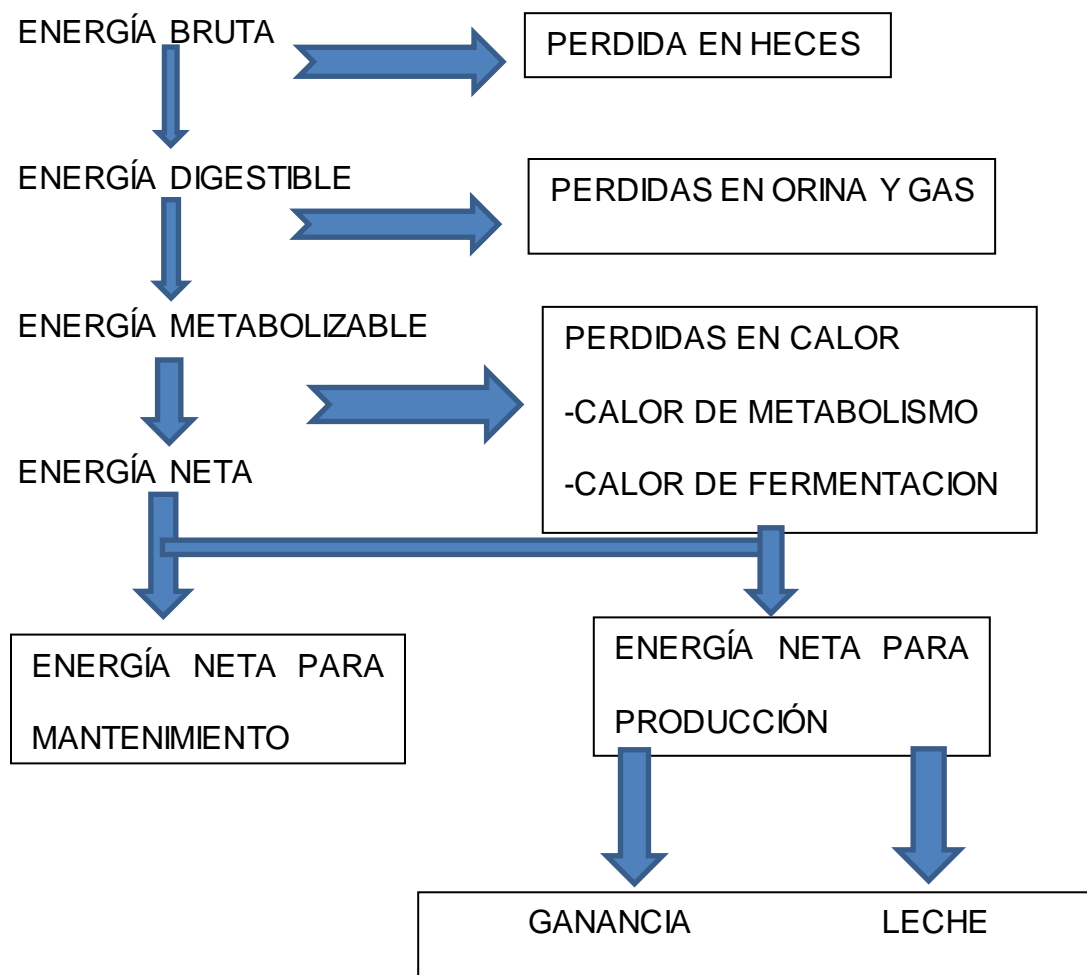 ENERGÍA BRUTA
PERDIDA EN HECES
ENERGÍA DIGESTIBLE
PERDIDAS EN ORINA Y GAS
ENERGÍA METABOLIZABLE
PERDIDAS EN CALOR
-CALOR DE METABOLISMO
-CALOR DE FERMENTACION
ENERGÍA NETA
ENERGÍA NETA PARA
MANTENIMIENTO
ENERGÍA NETA PARA
PRODUCCIÓN
GANANCIA LECHE